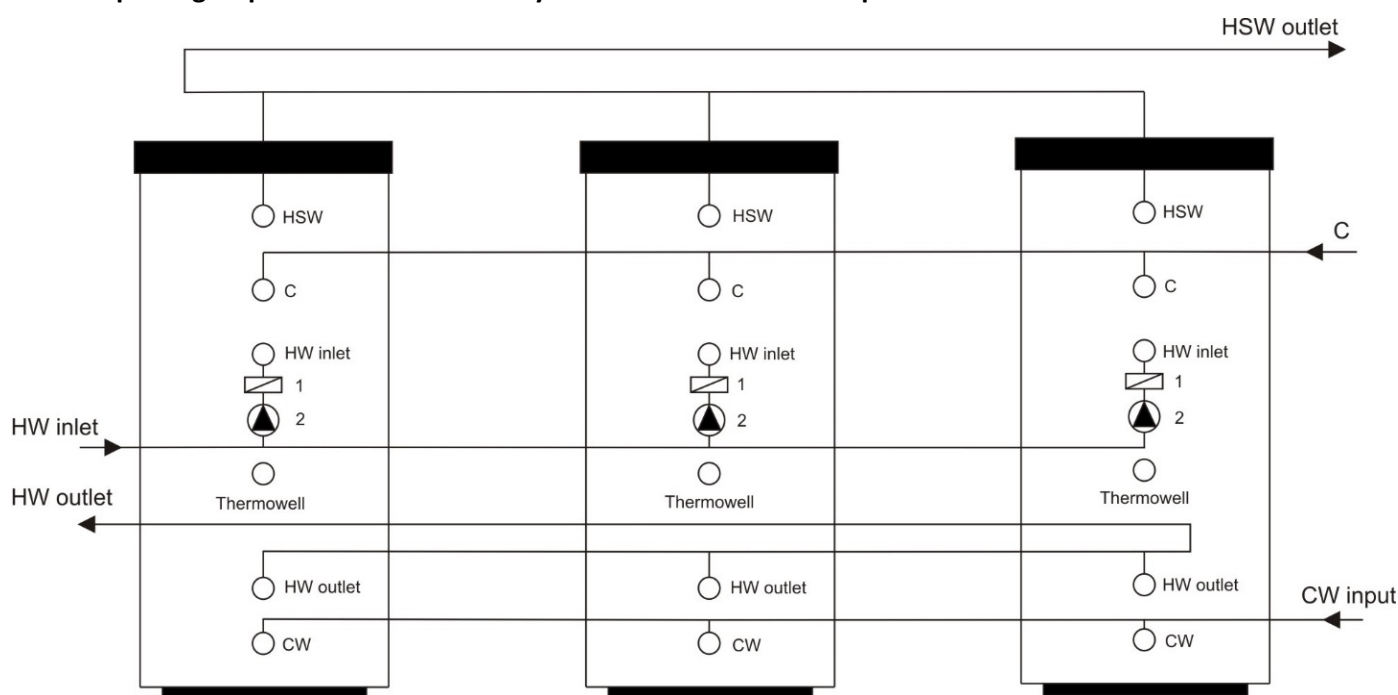 HSW outlet
HSW HSW HSW
C
C C C
HW inlet HW inlet HW inlet
1 1 1
2 2 2
HW inlet
Thermowell Thermowell Thermowell
HW outlet
HW outlet HW outlet HW outlet
CW input
CW CW CW